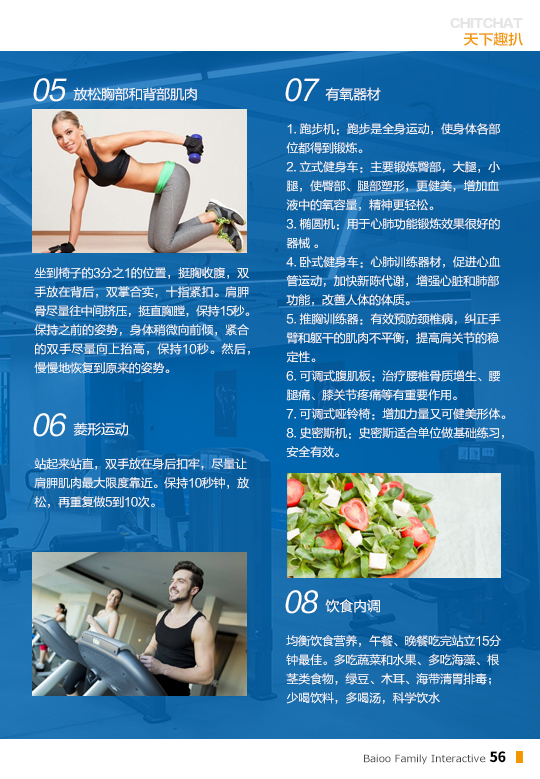 CHITCHAT
天下趣扒
05 放松胸部和背部肌肉
坐到椅子的3分之1的位置，挺胸收腹，双
手放在背后，双掌合实，十指紧扣。肩胛
骨尽量往中间挤压，挺直胸膛，保持15秒。
保持之前的姿势，身体稍微向前倾，紧合
的双手尽量向上抬高，保持10秒。然后，
慢慢地恢复到原来的姿势。
06 菱形运动
站起来站直，双手放在身后扣牢，尽量让
肩胛肌肉最大限度靠近。保持10秒钟，放
松，再重复做5到10次。
07 有氧器材
1. 跑步机：跑步是全身运动，使身体各部
位都得到锻炼。
2. 立式健身车：主要锻炼臀部，大腿，小
腿，使臀部、腿部塑形，更健美，增加血
液中的氧容量，精神更轻松。
3. 椭圆机：用于心肺功能锻炼效果很好的
器械 。
4. 卧式健身车：心肺训练器材，促进心血
管运动，加快新陈代谢，增强心脏和肺部
功能，改善人体的体质。
5. 推胸训练器：有效预防颈椎病，纠正手
臂和躯干的肌肉不平衡，提高肩关节的稳
定性。
6. 可调式腹肌板：治疗腰椎骨质增生、腰
腿痛、膝关节疼痛等有重要作用。
7. 可调式哑铃椅：增加力量又可健美形体。
8. 史密斯机：史密斯适合单位做基础练习，
安全有效。
08 饮食内调
均衡饮食营养，午餐、晚餐吃完站立15分
钟最佳。多吃蔬菜和水果、多吃海藻、根
茎类食物，绿豆、木耳、海带清胃排毒；
少喝饮料，多喝汤，科学饮水
Baioo Family Interactive 56